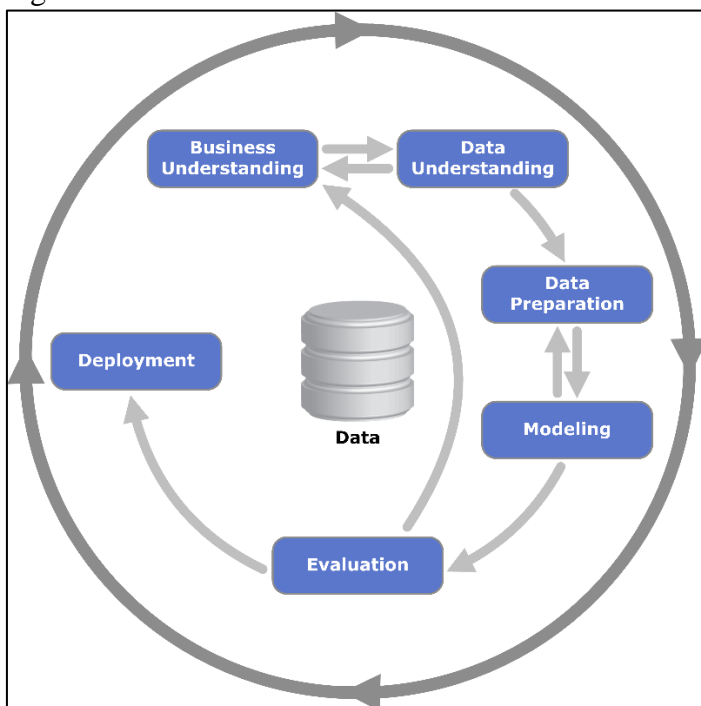 Business
Understanding
Data
Understanding
Data
Preparation
Deployment
Modeling
Data
Evaluation